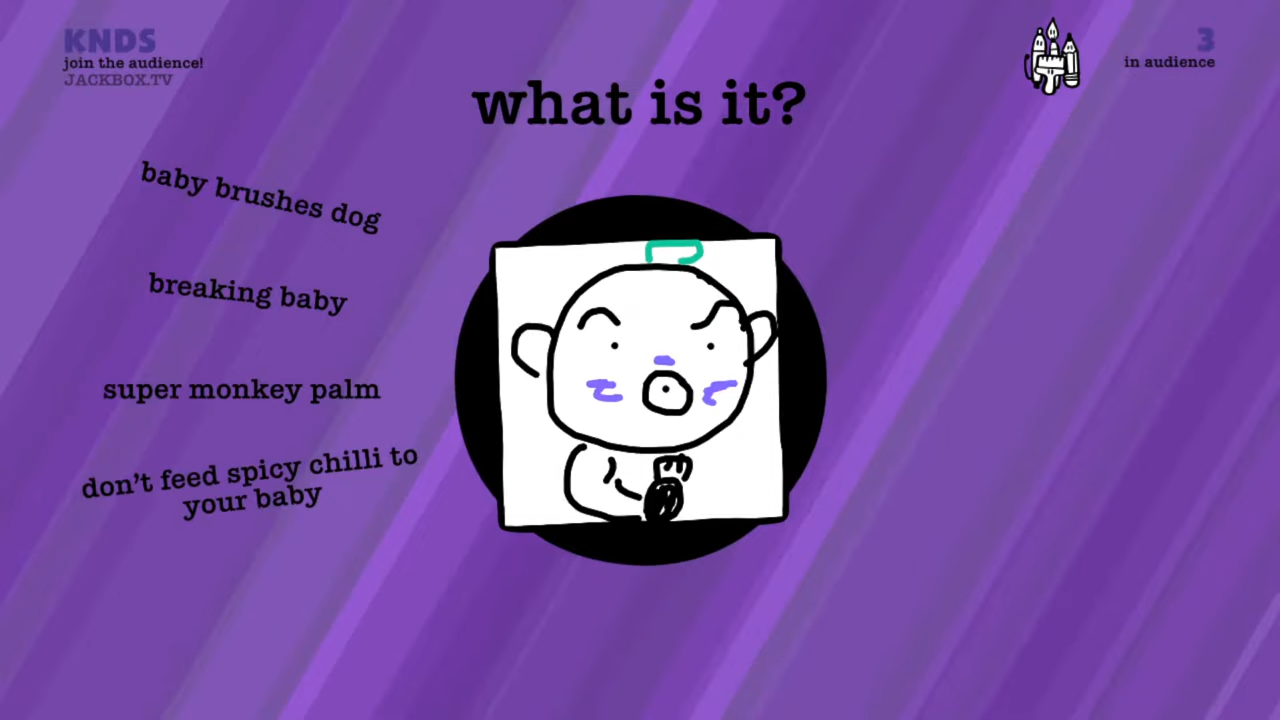 KNDS
join the audience!
JACKBOX.TV
3
in audience
what is it?
baby brushes dog
breaking baby
super monkey palm
don't feed spicy chilli to
your baby